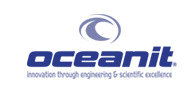 oceanit®
innovation through engineering & scientific excellence